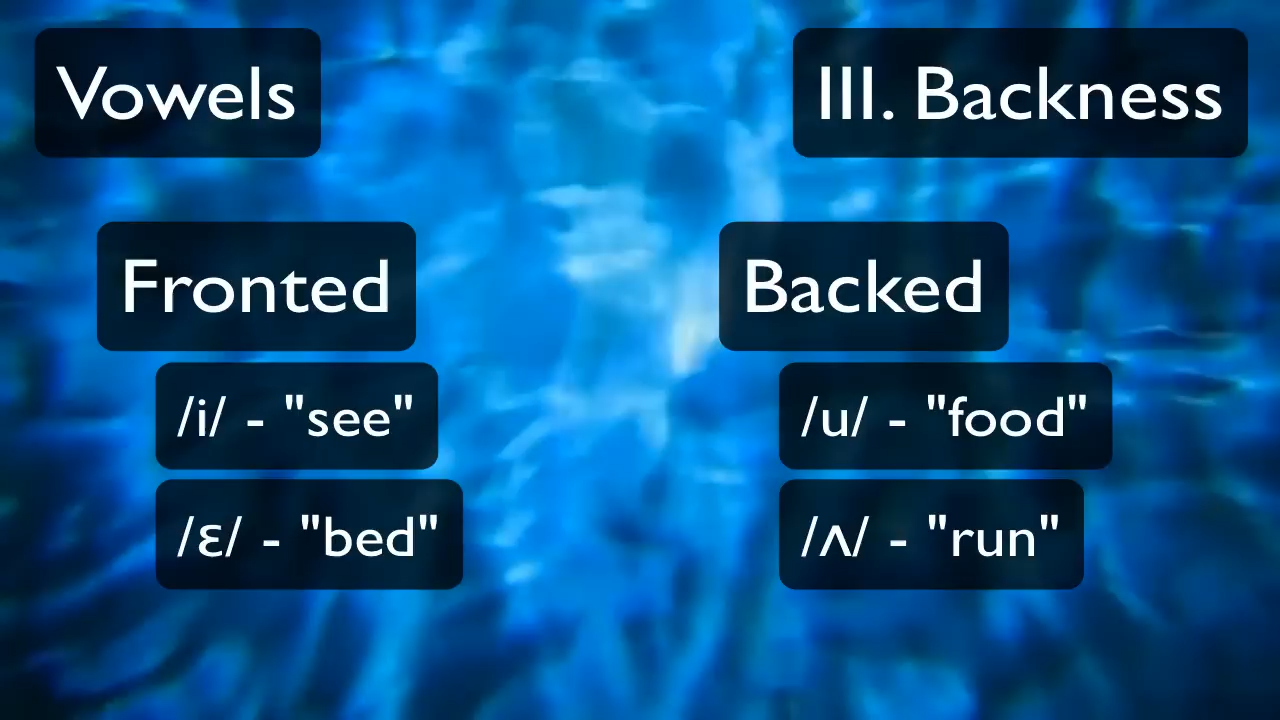 Vowels
III. Backness
Fronted
/i/ - "see"
/ɛ/ - "bed"
Backed
/u/ - "food"
/ʌ/ - "run"